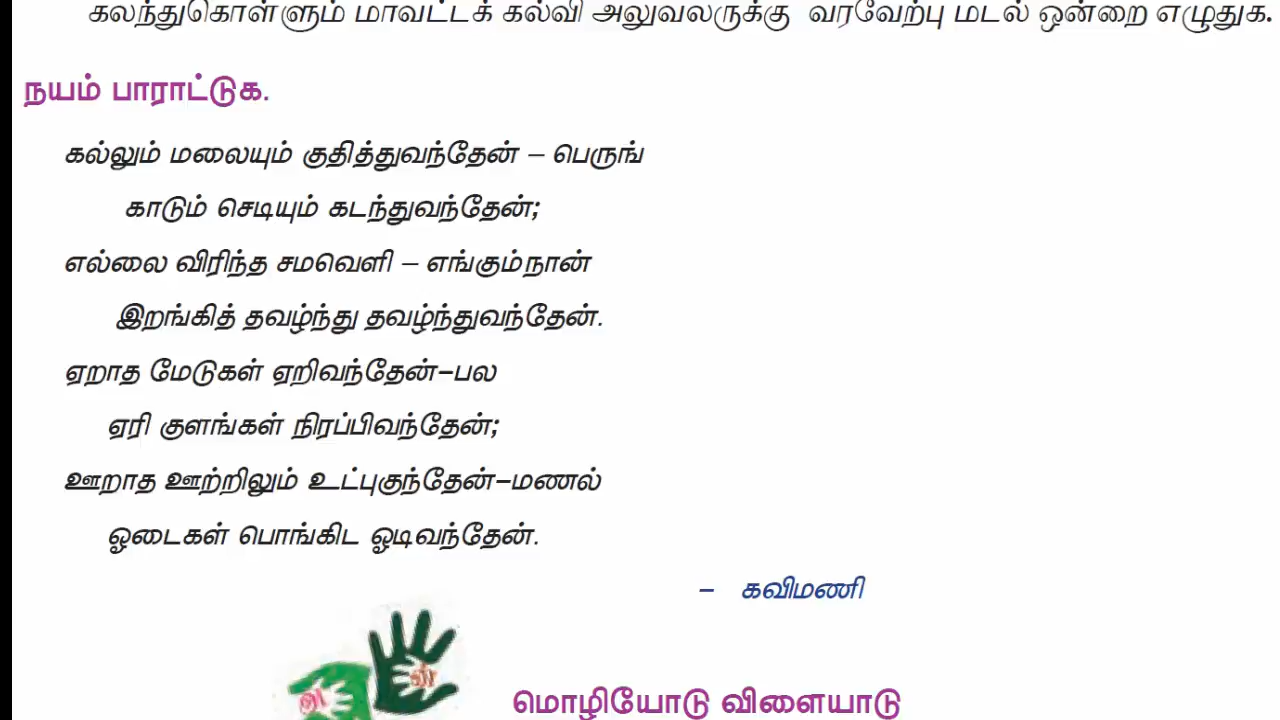 கலந்துகொள்ளும் மாவட்டக் கல்வி அலுவலருக்கு வரவேற்பு மடல் ஒன்றை எழுதுக.
நயம் பாராட்டுக.
கல்லும் மலையும் குதித்துவந்தேன் – பெருங்
காடும் செடியும் கடந்துவந்தேன்;
எல்லை விரிந்த சமவெளி – எங்கும்நான்
இறங்கித் தவழ்ந்து தவழ்ந்துவந்தேன்.
ஏறாத மேடுகள் ஏறிவந்தேன்–பல
ஏரி குளங்கள் நிரப்பிவந்தேன்;
ஊறாத ஊற்றிலும் உட்புகுந்தேன்–மணல்
ஓடைகள் பொங்கிட ஓடிவந்தேன்.
– கவிமணி
அ
மொழியோடு விளையாடு